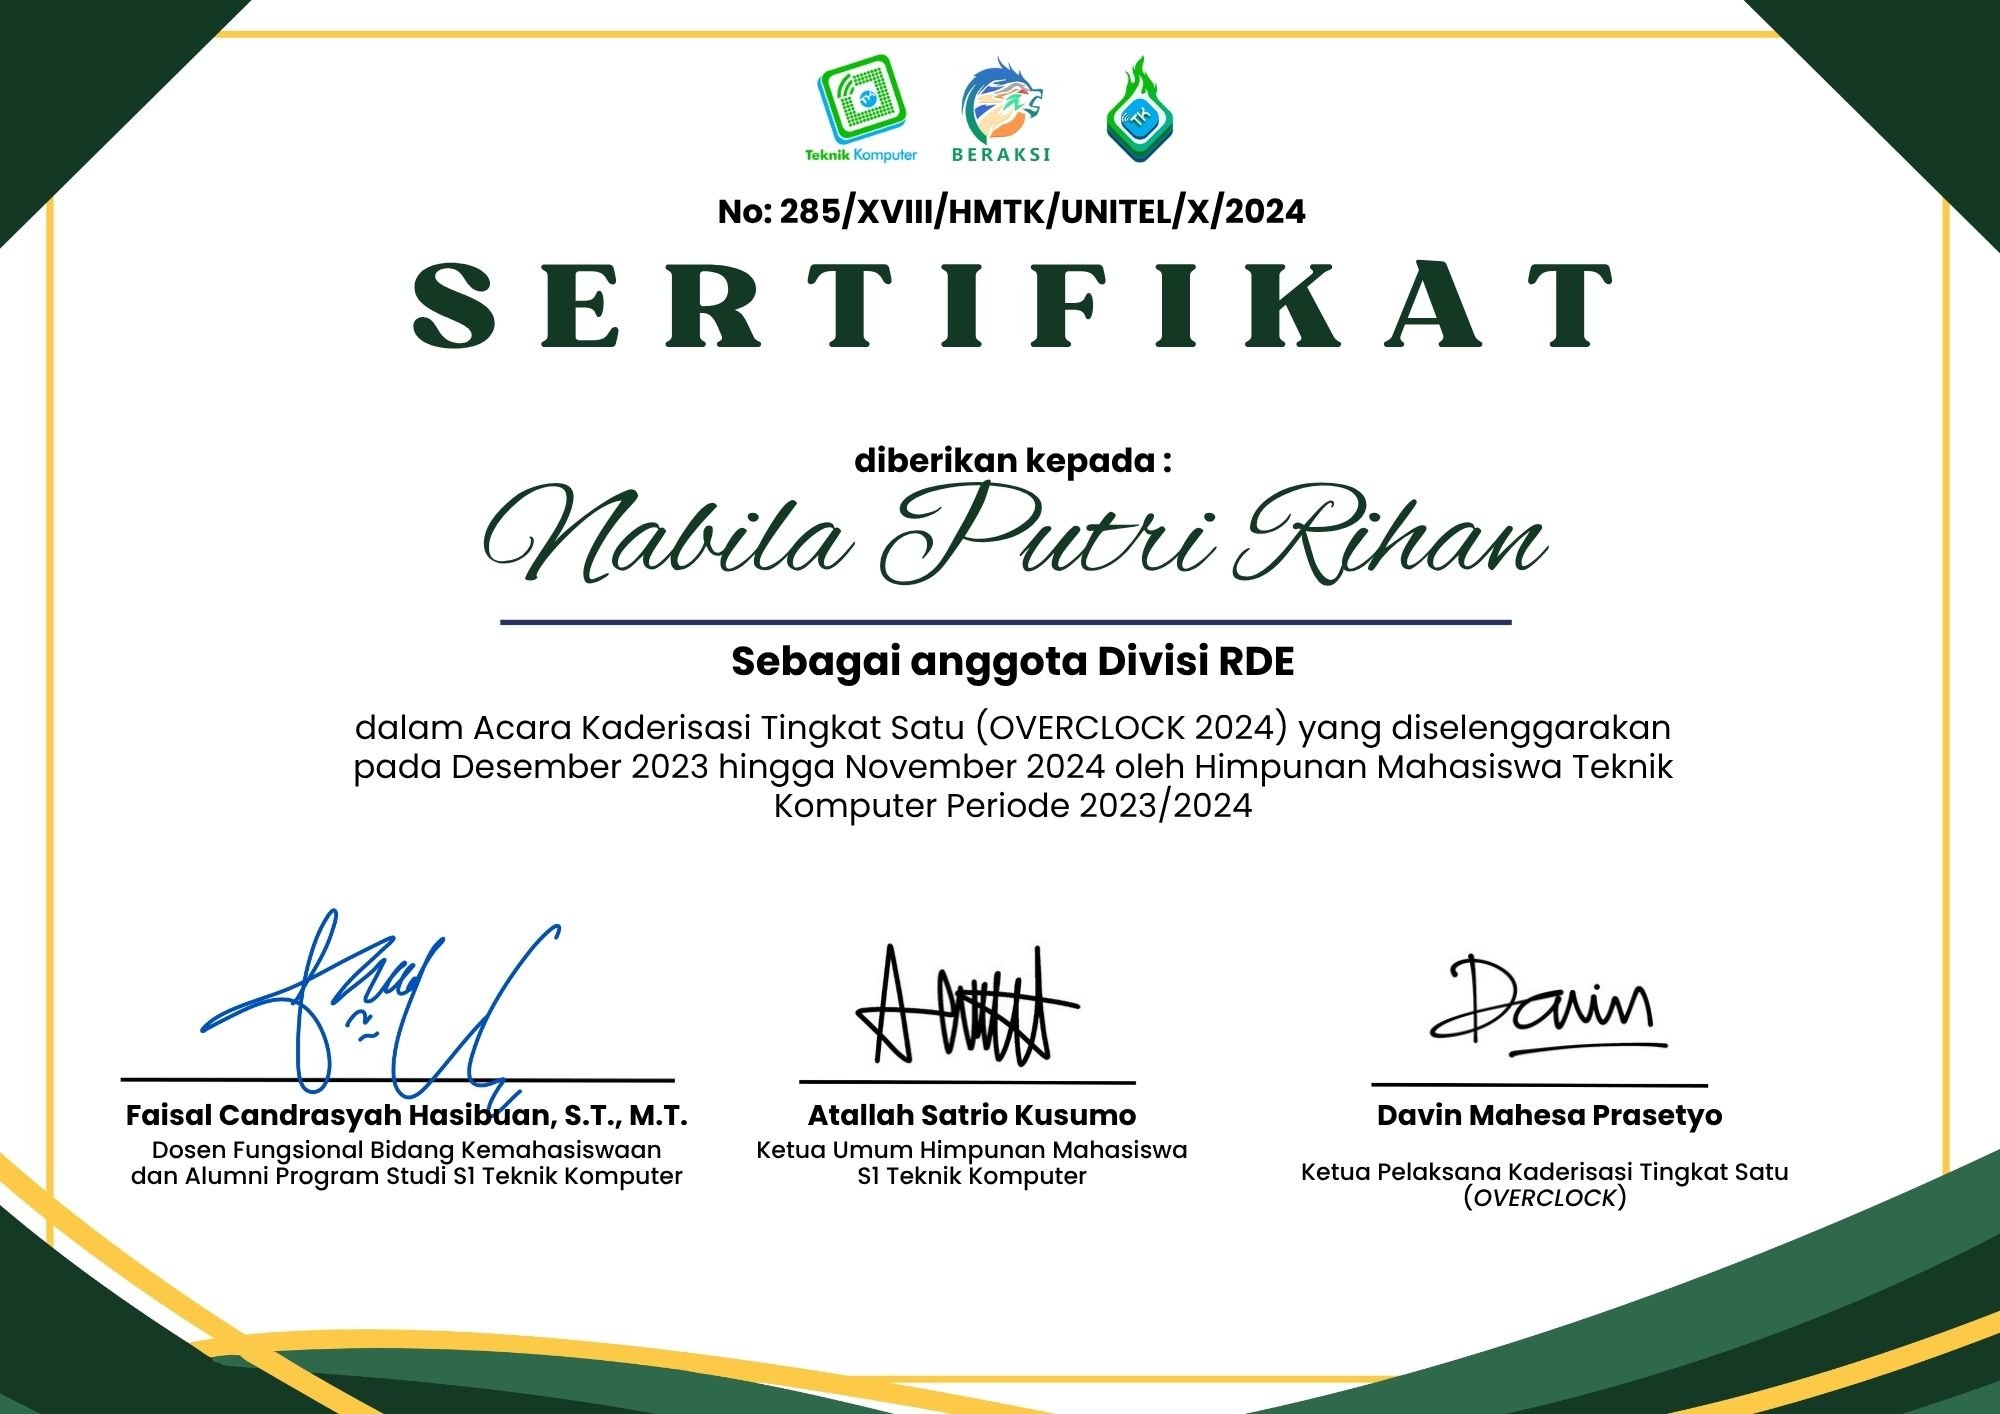 Teknik Komputer
BERAKSI
TK
No: 285/XVIII/HMTK/UNITEL/X/2024
SERTIFIKAT
diberikan kepada :
Nabila Putri Rihan
Sebagai anggota Divisi RDE
dalam Acara Kaderisasi Tingkat Satu (OVERCLOCK 2024) yang diselenggarakan
pada Desember 2023 hingga November 2024 oleh Himpunan Mahasiswa Teknik
Komputer Periode 2023/2024
Davin
Faisal Candrasyah Hasibuan, S.T., M.T.
Dosen Fungsional Bidang Kemahasiswaan
dan Alumni Program Studi S1 Teknik Komputer
Atallah Satrio Kusumo
Ketua Umum Himpunan Mahasiswa
S1 Teknik Komputer
Davin Mahesa Prasetyo
Ketua Pelaksana Kaderisasi Tingkat Satu
(OVERCLOCK)